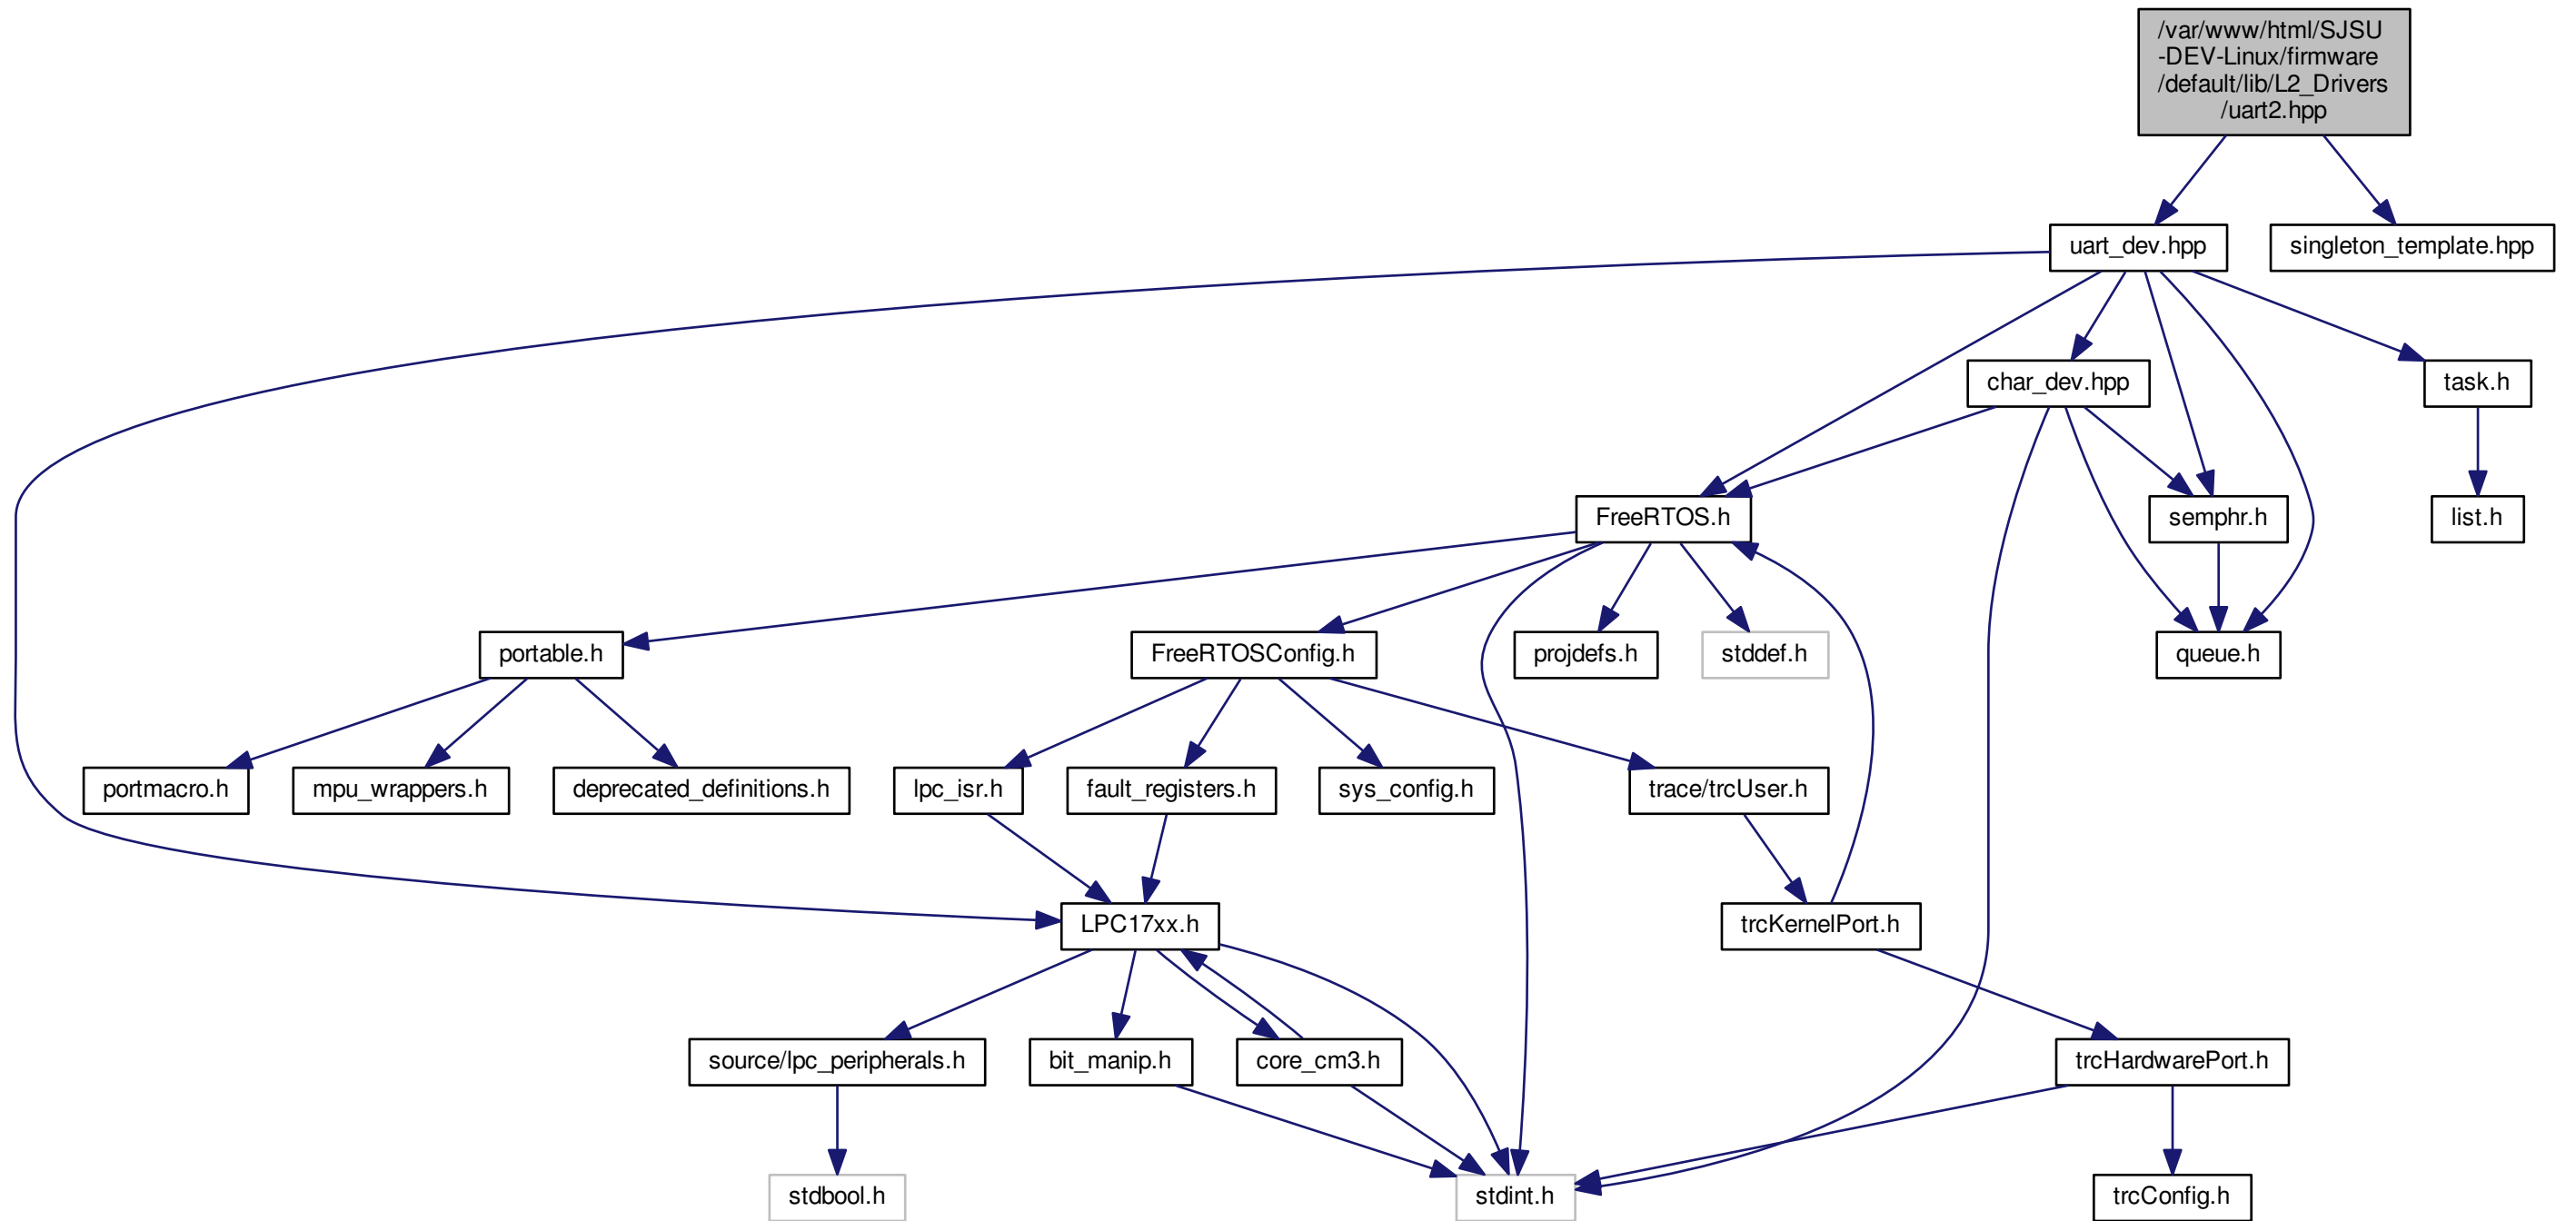 /var/www/html/SJSU
-DEV-Linux/firmware
/default/lib/L2_Drivers
/uart2.hpp
uart_dev.hpp
singleton_template.hpp
char_dev.hpp
task.h
FreeRTOS.h
semphr.h
list.h
portable.h
FreeRTOSConfig.h
projdefs.h
stddef.h
queue.h
portmacro.h
mpu_wrappers.h
deprecated_definitions.h
lpc_isr.h
fault_registers.h
sys_config.h
trace/trcUser.h
LPC17xx.h
trcKernelPort.h
source/lpc_peripherals.h
bit_manip.h
core_cm3.h
trcHardwarePort.h
stdbool.h
stdint.h
trcConfig.h